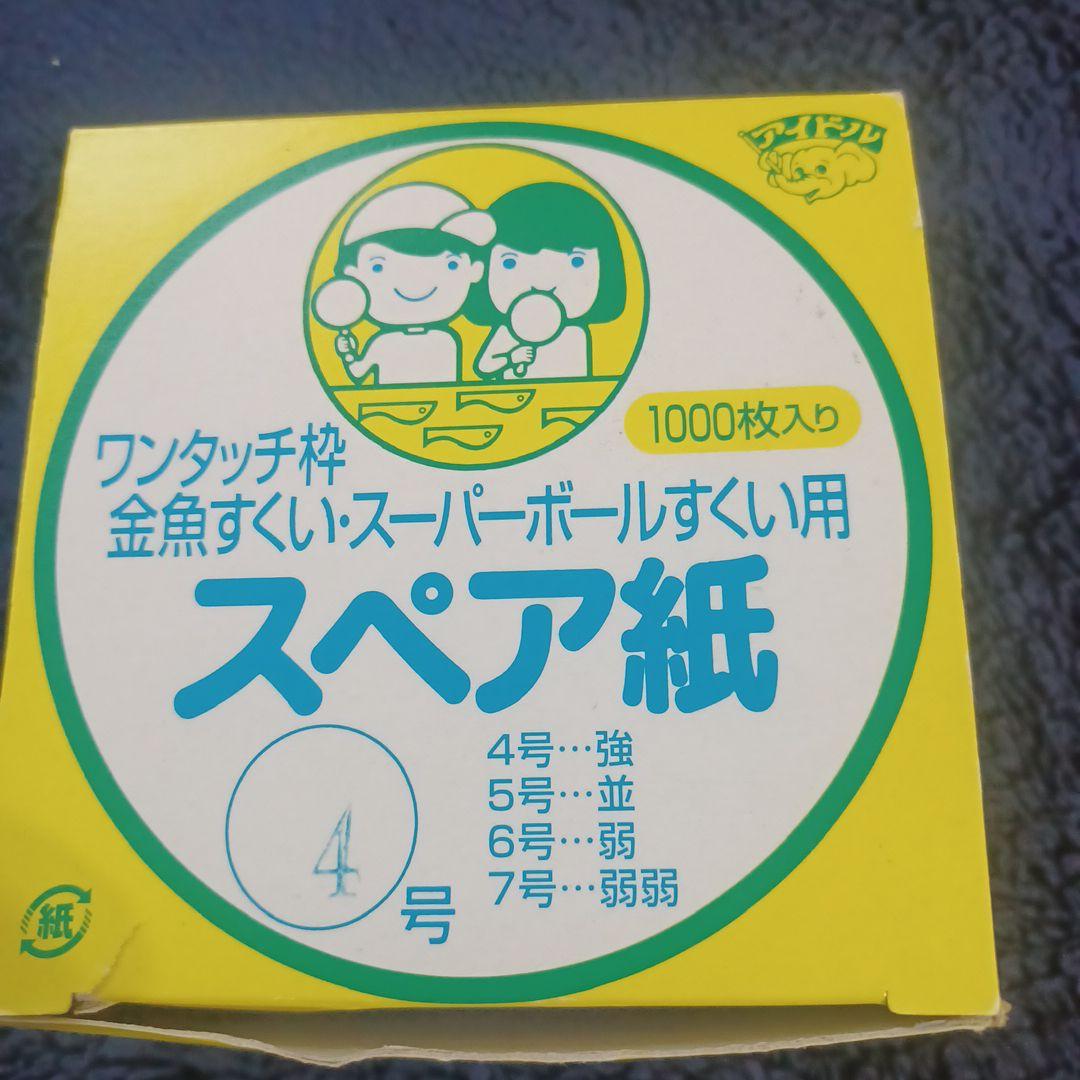 アイドル
1000枚入り
ワンタッチ枠
金魚すくい・スーパーボールすくい用
スペア紙
4号…強
5号…並
6号…弱
7号…弱弱
4号
紙